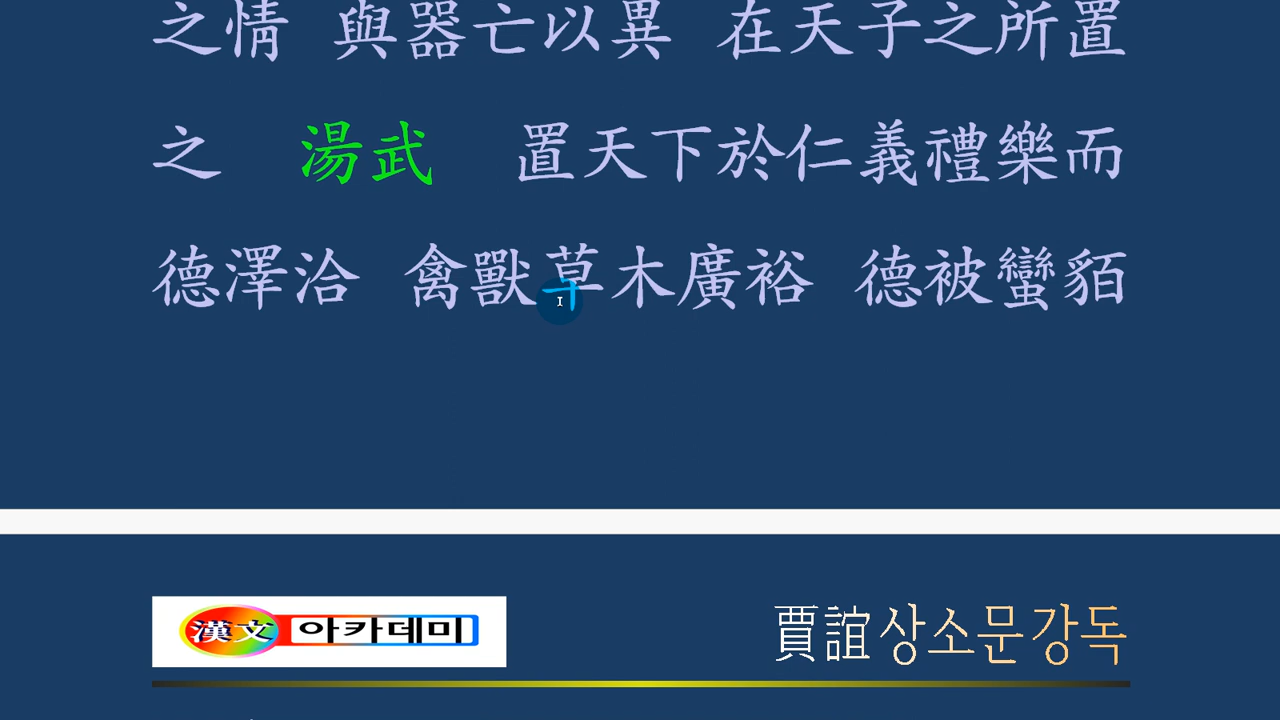 之情 與器亡以異 在天子之所置
之 湯武 置天下於仁義禮樂而
德澤洽 禽獸草木廣裕 德被蠻貊
漢文 아카데미
賈誼상소문강독